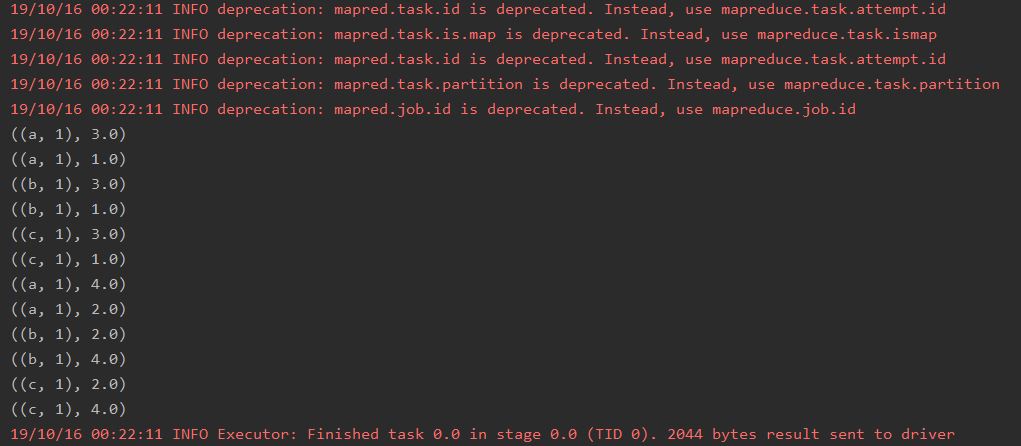 19/10/16 00:22:11 INFO deprecation: mapred.task.id is deprecated. Instead, use mapreduce.task.attempt.id
19/10/16 00:22:11 INFO deprecation: mapred.task.is.map is deprecated. Instead, use mapreduce.task.ismap
19/10/16 00:22:11 INFO deprecation: mapred.task.id is deprecated. Instead, use mapreduce.task.attempt.id
19/10/16 00:22:11 INFO deprecation: mapred.task.partition is deprecated. Instead, use mapreduce.task.partition
19/10/16 00:22:11 INFO deprecation: mapred.job.id is deprecated. Instead, use mapreduce.job.id
((a, 1), 3.0)
((a, 1), 1.0)
((b, 1), 3.0)
((b, 1), 1.0)
((c, 1), 3.0)
((c, 1), 1.0)
((a, 1), 4.0)
((a, 1), 2.0)
((b, 1), 2.0)
((b, 1), 4.0)
((c, 1), 2.0)
((c, 1), 4.0)
19/10/16 00:22:11 INFO Executor: Finished task 0.0 in stage 0.0 (TID 0). 2044 bytes result sent to driver